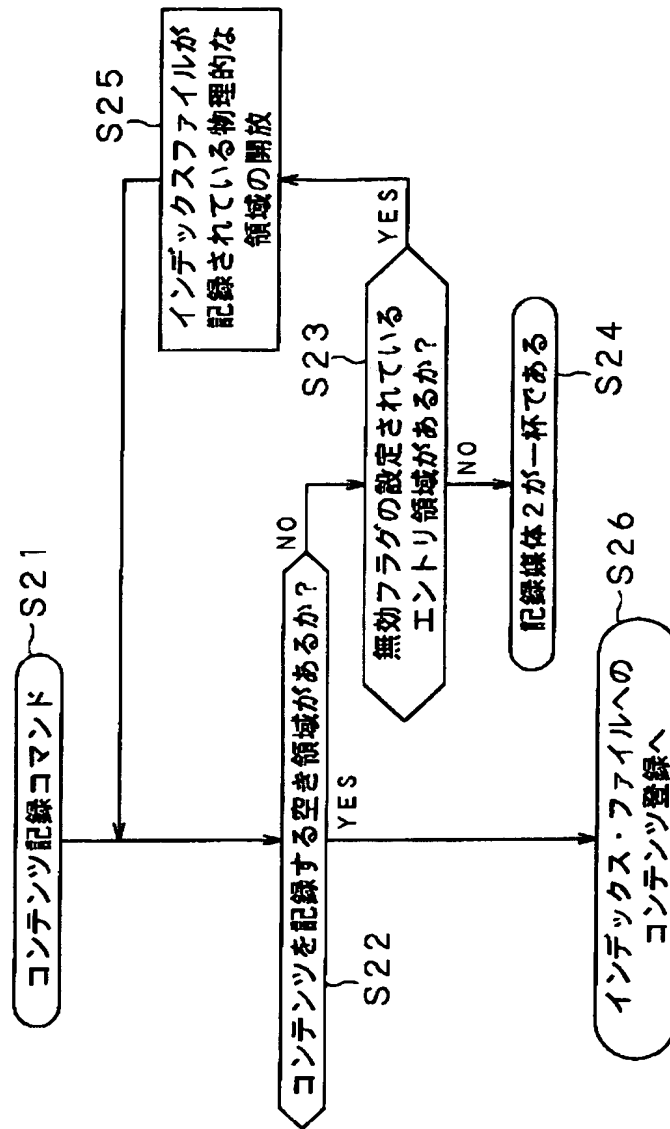 コンテンツ記録コマンド
S21
コンテンツを記録する空き領域があるか?
S22
NO
YES
無効フラグの設定されている
エントリ領域があるか?
S23
YES
NO
記録媒体2が一杯である
S24
インデックスファイルが
記録されている物理的な
領域の開放
S25
インデックス・ファイルへの
コンテンツ登録へ
S26